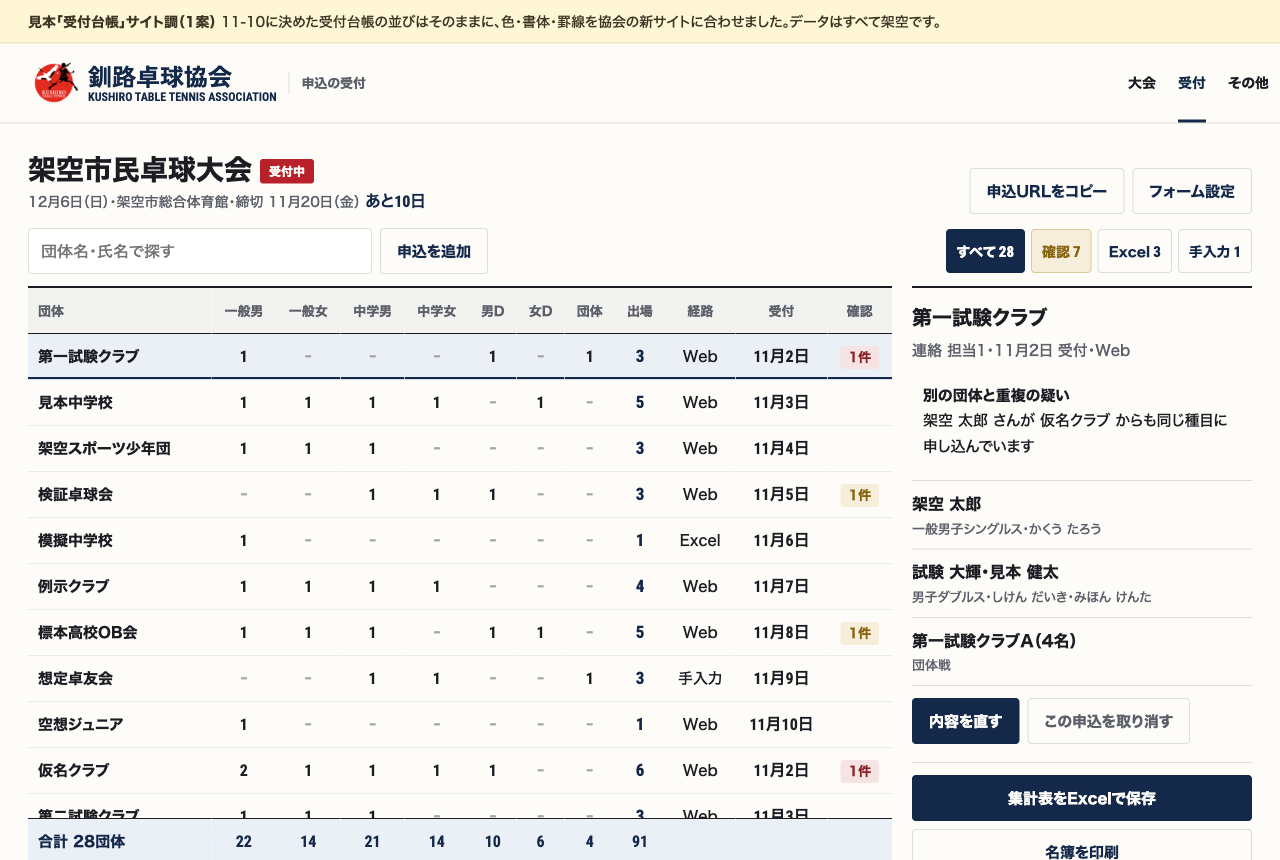 見本「受付台帳」サイト調（1案） 11-10に決めた受付台帳の並びはそのままに、色・書体・罫線を協会の新サイトに合わせました。データはすべて架空です。
釧路卓球協会
KUSHIRO TABLE TENNIS ASSOCIATION
申込の受付
大会 受付 その他
架空市民卓球大会 受付中
12月6日（日）・架空市総合体育館・締切 11月20日（金） あと10日
申込URLをコピー フォーム設定
団体名・氏名で探す 申込を追加
すべて 28 確認 7 Excel 3 手入力 1
団体 一般男 一般女 中学男 中学女 男D 女D 団体 出場 経路 受付 確認
第一試験クラブ 1 – – – 1 – 1 3 Web 11月2日 1件
見本中学校 1 1 1 1 – 1 – 5 Web 11月3日
架空スポーツ少年団 1 1 1 – – – – 3 Web 11月4日
検証卓球会 – – 1 1 1 – – 3 Web 11月5日 1件
模擬中学校 1 – – – – – – 1 Excel 11月6日
例示クラブ 1 1 1 1 – – – 4 Web 11月7日
標本高校OB会 1 1 1 – 1 1 – 5 Web 11月8日 1件
想定卓友会 – – 1 1 – – 1 3 手入力 11月9日
空想ジュニア 1 – – – – – – 1 Web 11月10日
仮名クラブ 2 1 1 1 1 – – 6 Web 11月2日 1件
第二試験クラブ 1 1 1 3 Web 11月3日
合計 28団体 22 14 21 14 10 6 4 91
第一試験クラブ
連絡 担当1・11月2日 受付・Web
別の団体と重複の疑い
架空 太郎 さんが 仮名クラブ からも同じ種目に
申し込んでいます
架空 太郎
一般男子シングルス・かくう たろう
試験 大輝・見本 健太
男子ダブルス・しけん だいき・みほん けんた
第一試験クラブA（4名）
団体戦
内容を直す この申込を取り消す
集計表をExcelで保存
名簿を印刷